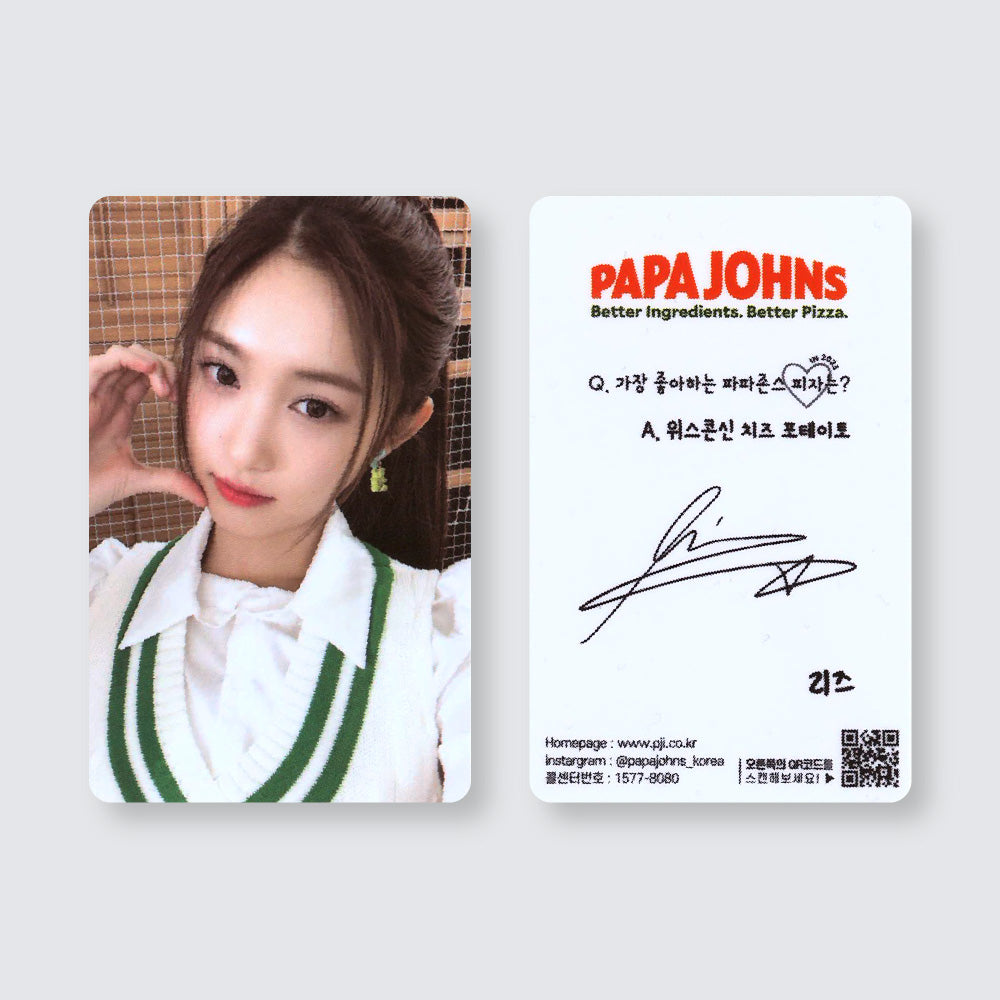 PAPA JOHNS
Better Ingredients. Better Pizza.
IN 2023
Q. 가장 좋아하는 파파존스 피자는?
A. 위스콘신 치즈 포테이토
리즈
Homepage : www.pji.co.kr
instargram : @papajohns_korea
콜센터번호 : 1577-8080
오른쪽의 QR코드를
스캔해보세요! ▶